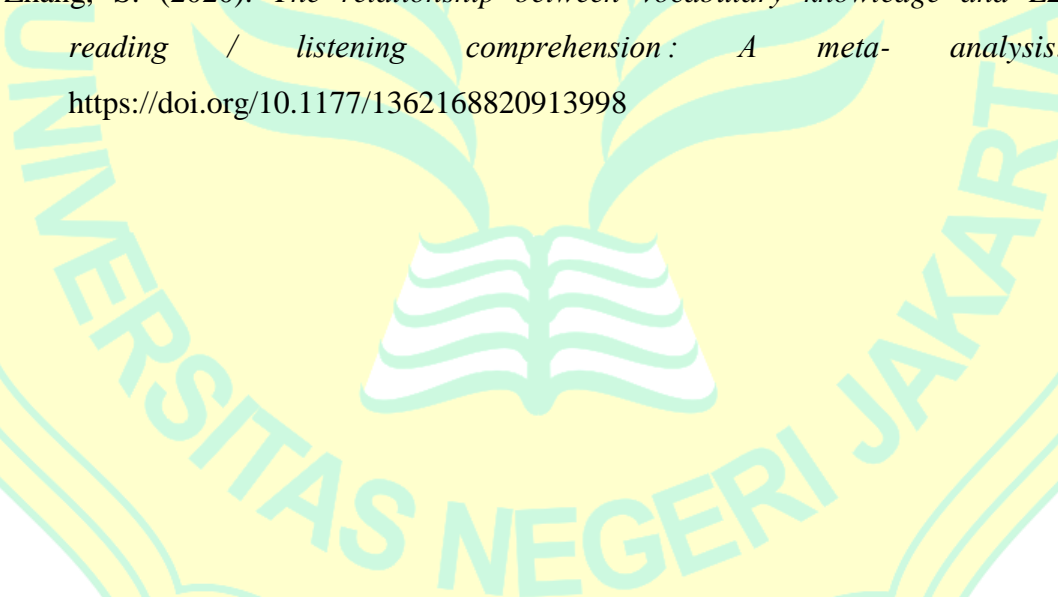 Zhang, S. (2020). The relationship between vocabulary knowledge and L2
reading / listening comprehension : A meta- analysis.
https://doi.org/10.1177/1362168820913998
UNIVERSITAS NEGERI JAKARTA